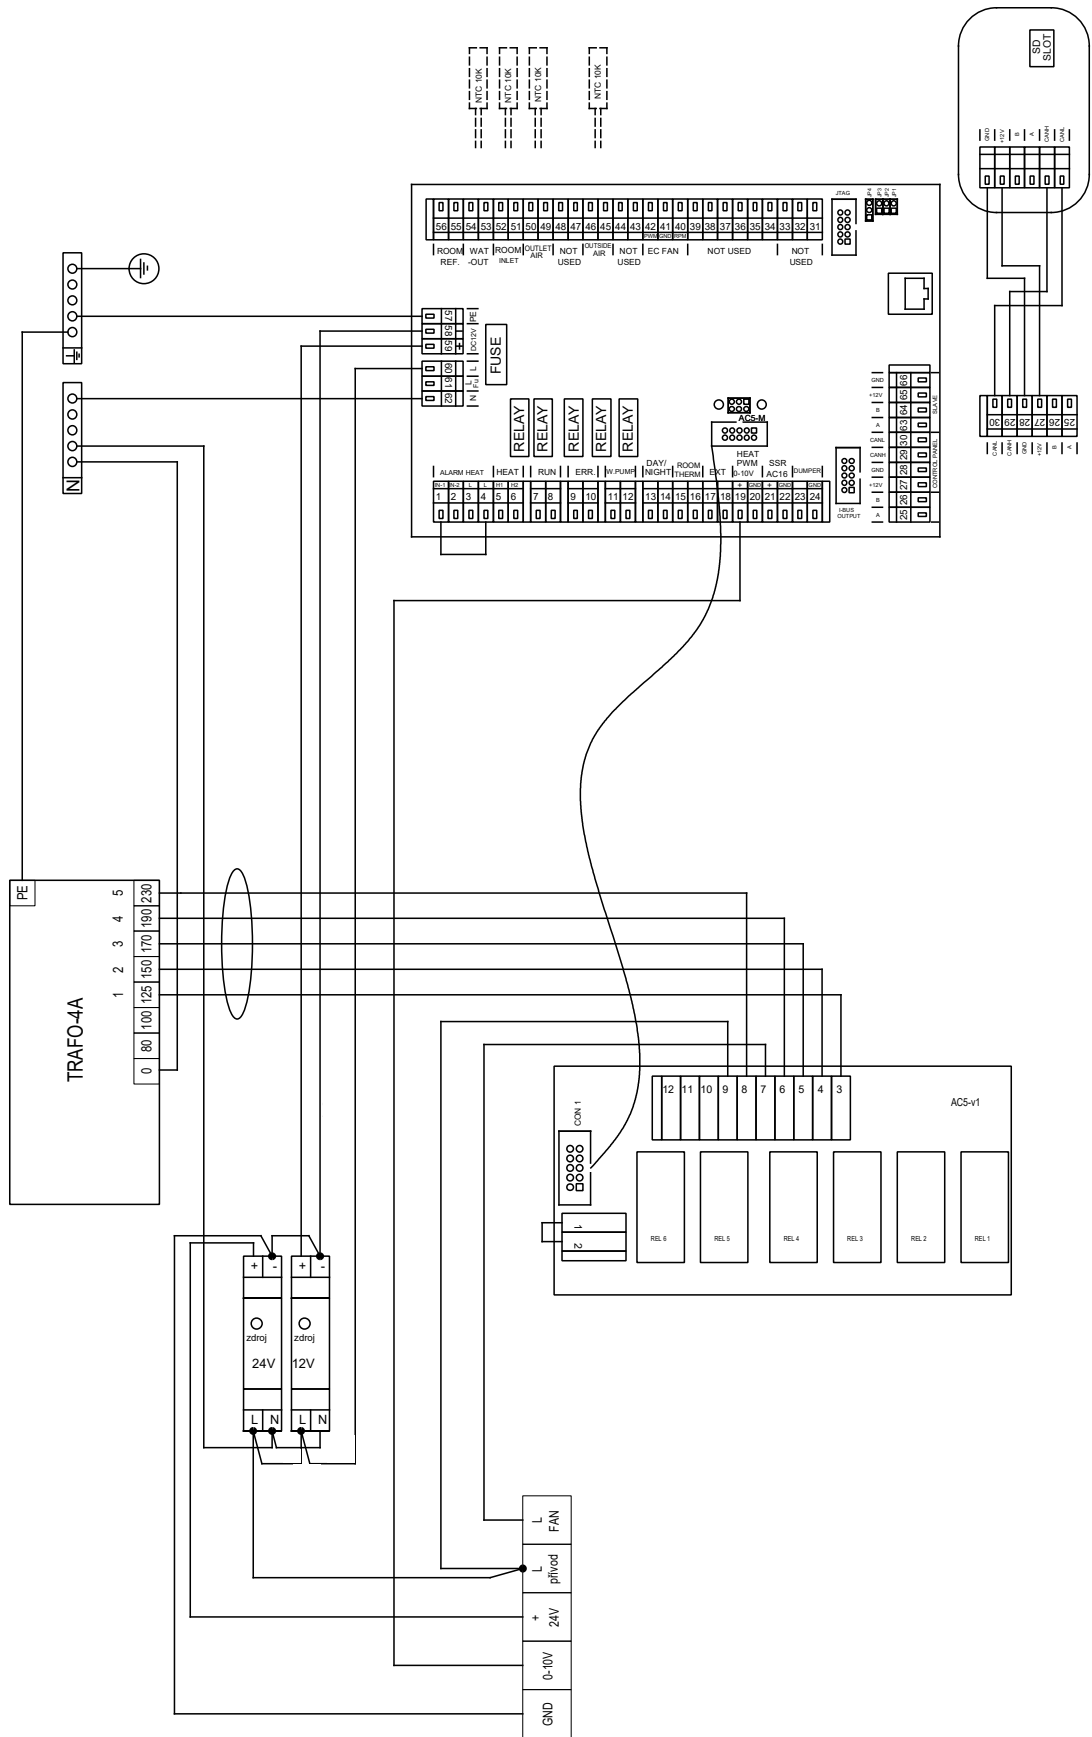 SD
SLOT
NTC 10K
NTC 10K
NTC 10K
NTC 10K
GND
+12V
B
A
CANH
CANL
JTAG
JP4
JP3
JP2
JP1
56 55 54 53 52 51 50 49 48 47 46 45 44 43 42 41 40 39 38 37 36 35 34 33 32 31
PWM GND RPM
ROOM REF.
WAT -OUT
ROOM INLET
OUTLET AIR
NOT USED
OUTSIDE AIR
NOT USED
EC FAN
NOT USED
NOT USED
57 PE
58 -
59 +
DC12V
60 L
61 L Fu
62 N
FUSE
RELAY
RELAY
RELAY
RELAY
RELAY
AC5-M
ALARM HEAT
HEAT
RUN
ERR.
W.PUMP
DAY/ NIGHT
ROOM THERM
EXT
HEAT PWM 0-10V
SSR AC16
DUMPER
IN-1 N-2 L L H1 H2 + GND + GND GND
1 2 3 4 5 6 7 8 9 10 11 12 13 14 15 16 17 18 19 20 21 22 23 24
I-BUS
OUTPUT
GND 66
+12V 65
B 64
A 63
CANL 30
CANH 29
GND 28
+12V 27
B 26
A 25
SLAVE
CONTROL PANEL
30 29 28 27 26 25
CANL
CANH
GND
+12V
B
A
N
PE
TRAFO-4A
5 230
4 190
3 170
2 150
1 125
100
80
0
12 11 10 9 8 7 6 5 4 3
AC5-v1
CON 1
1
2
REL 6
REL 5
REL 4
REL 3
REL 2
REL 1
+ -
zdroj
24V
L N
+ -
zdroj
12V
L N
L
FAN
L
přívod
+
24V
0-10V
GND